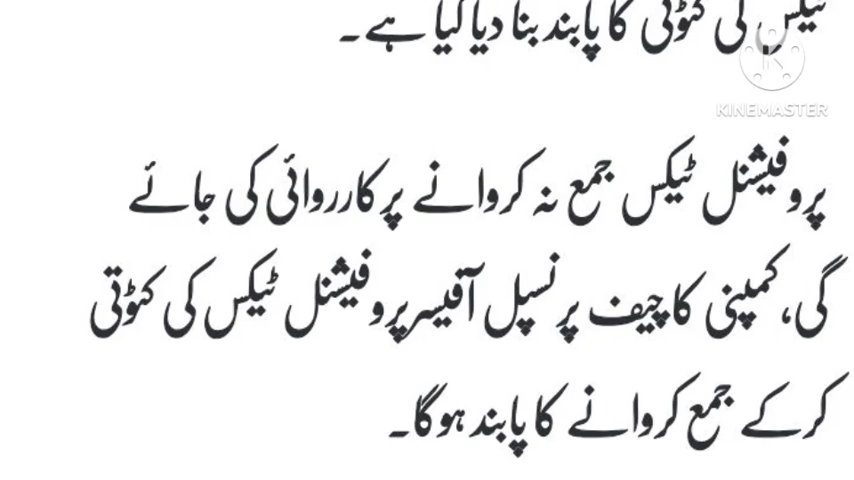 ٹیکس کی کٹوتی کا پابند بنا دیا گیا ہے۔
KINEMASTER
پروفیشنل ٹیکس جمع نہ کروانے پر کارروائی کی جائے
گی، کمپنی کا چیف پرنسپل آفیسر پروفیشنل ٹیکس کی کٹوتی
کر کے جمع کروانے کا پابند ہوگا۔